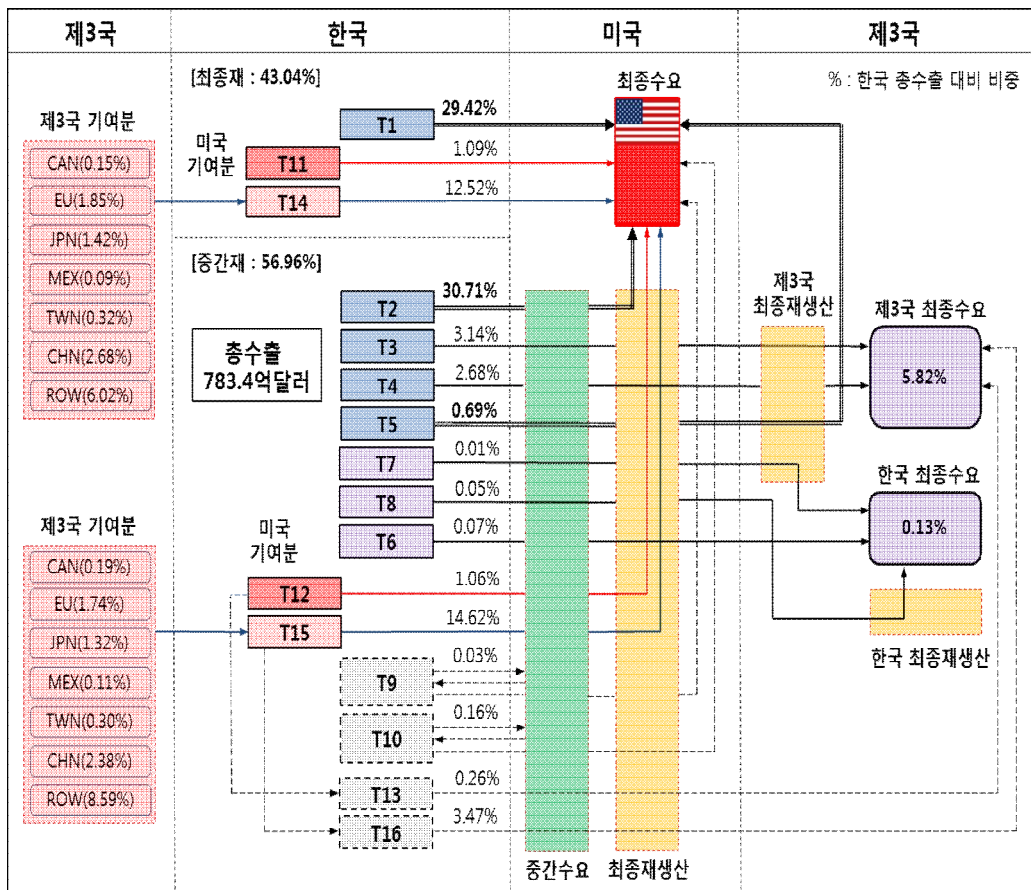 제3국
한국
미국
제3국
[최종재 : 43.04%]
최종수요
% : 한국 총수출 대비 비중
제3국 기여분
CAN(0.15%)
EU(1.85%)
JPN(1.42%)
MEX(0.09%)
TWN(0.32%)
CHN(2.68%)
ROW(6.02%)
T1
29.42%
미국
기여분
T11
1.09%
T14
12.52%
[중간재 : 56.96%]
총수출
783.4억달러
T2
30.71%
T3
3.14%
T4
2.68%
T5
0.69%
T7
0.01%
T8
0.05%
T6
0.07%
제3국
최종재생산
제3국 최종수요
5.82%
한국 최종수요
0.13%
한국 최종재생산
제3국 기여분
CAN(0.19%)
EU(1.74%)
JPN(1.32%)
MEX(0.11%)
TWN(0.30%)
CHN(2.38%)
ROW(8.59%)
미국
기여분
T12
1.06%
T15
14.62%
T9
0.03%
T10
0.16%
T13
0.26%
T16
3.47%
중간수요
최종재생산